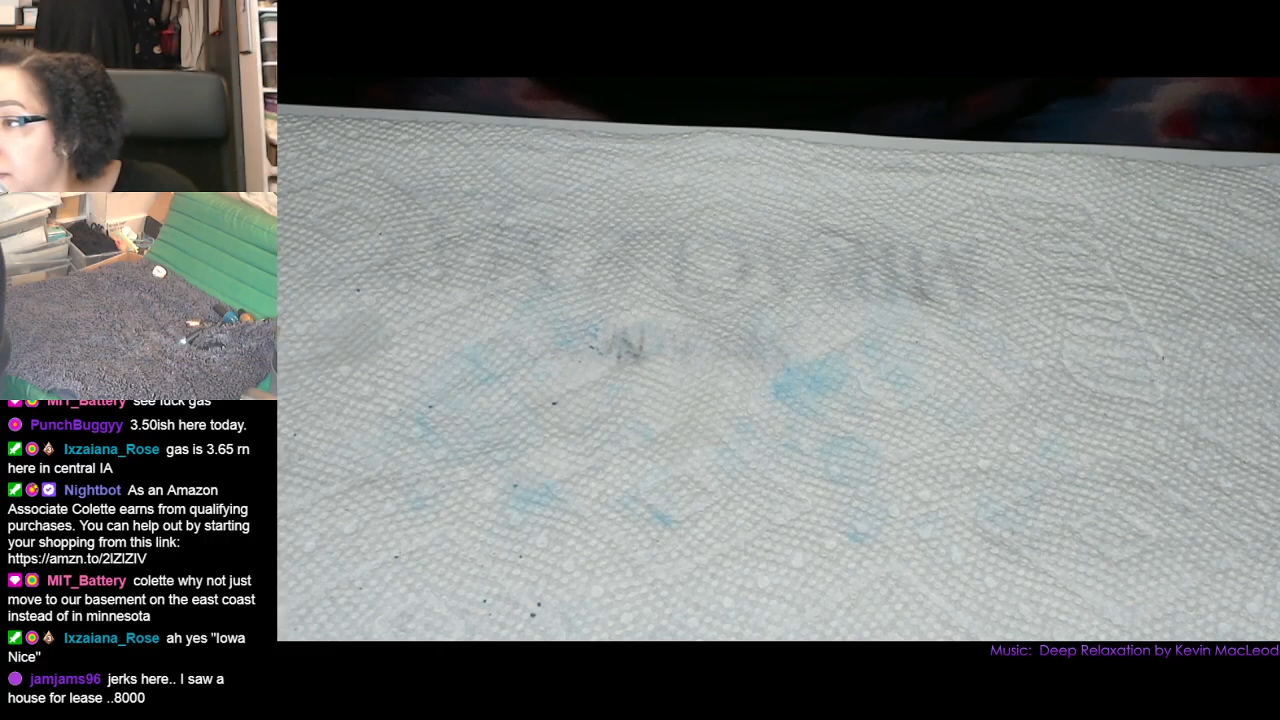 MIT_Battery see fuck gas
PunchBuggyy 3.50ish here today.
Ixzaiana_Rose gas is 3.65 rn
here in central IA
Nightbot As an Amazon
Associate Colette earns from qualifying
purchases. You can help out by starting
your shopping from this link:
https://amzn.to/2IZIZIV
MIT_Battery colette why not just
move to our basement on the east coast
instead of in minnesota
Ixzaiana_Rose ah yes "Iowa
Nice"
jamjams96 jerks here.. I saw a
house for lease ..8000
Music: Deep Relaxation by Kevin MacLeod